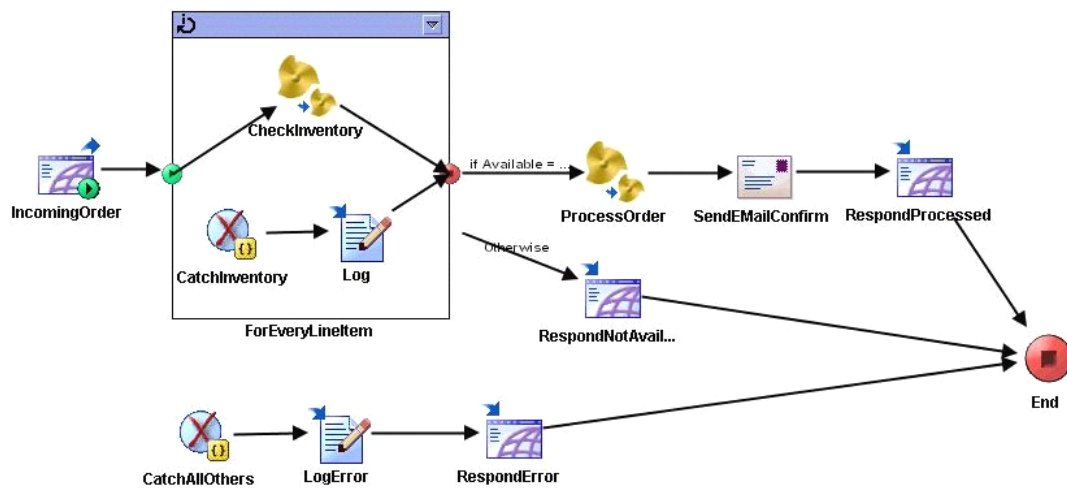 CheckInventory
if Available = ...
IncomingOrder
ProcessOrder
SendEMailConfirm
RespondProcessed
CatchInventory
Log
Otherwise
ForEveryLineItem
RespondNotAvail...
End
CatchAllOthers
LogError
RespondError